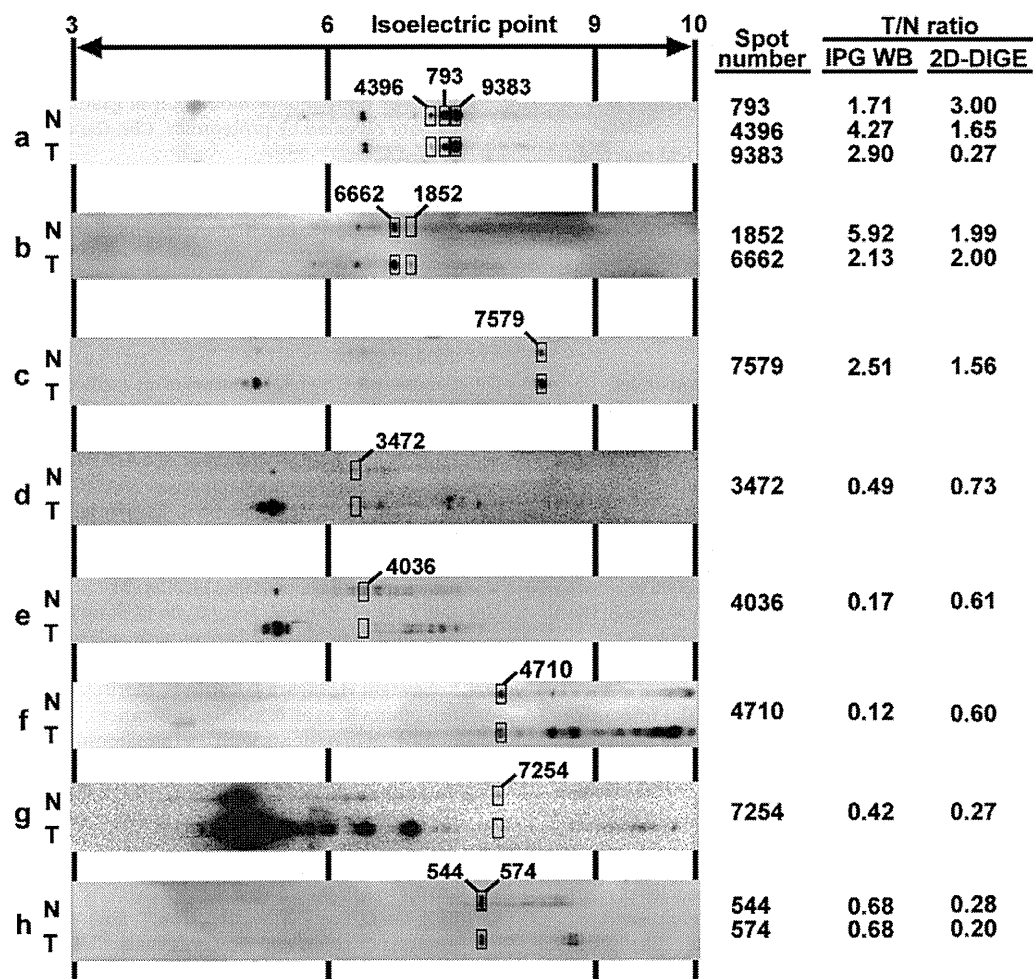 3 6 Isoelectric point 9 10
Spot number T/N ratio
IPG WB 2D-DIGE
793
4396 9383
a N T
793 1.71 3.00
4396 4.27 1.65
9383 2.90 0.27
6662 1852
b N T
1852 5.92 1.99
6662 2.13 2.00
7579
c N T
7579 2.51 1.56
3472
d N T
3472 0.49 0.73
4036
e N T
4036 0.17 0.61
4710
f N T
4710 0.12 0.60
7254
g N T
7254 0.42 0.27
544 574
h N T
544 0.68 0.28
574 0.68 0.20